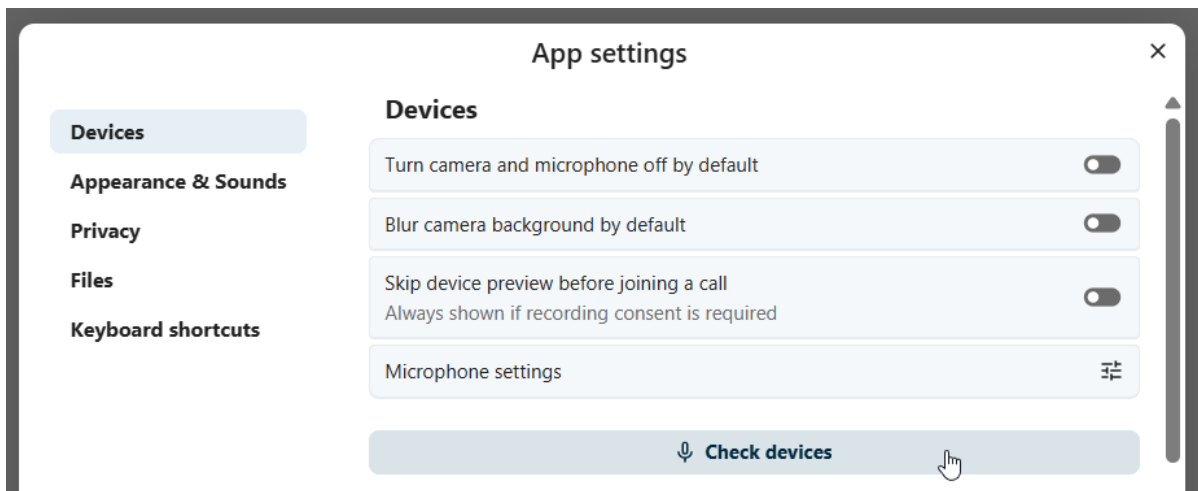 App settings
Devices
Appearance & Sounds
Privacy
Files
Keyboard shortcuts
Devices
Turn camera and microphone off by default
Blur camera background by default
Skip device preview before joining a call
Always shown if recording consent is required
Microphone settings
Check devices